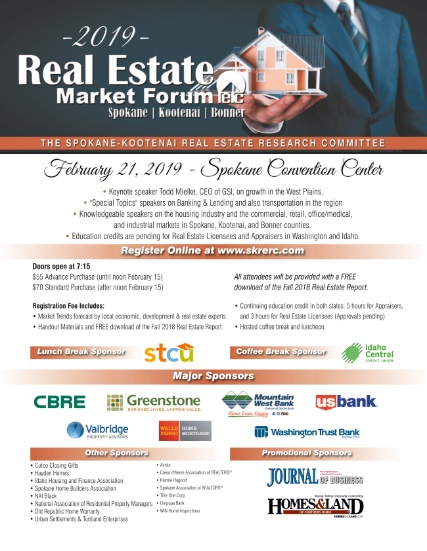 -2019-
Real Estate
Market Forum
Spokane | Kootenai | Bonner
THE SPOKANE-KOOTENAI REAL ESTATE RESEARCH COMMITTEE
February 21, 2019 - Spokane Convention Center
• Keynote speaker Todd Mielke, CEO of GSI, on growth in the West Plains.
• "Special Topics" speakers on Banking & Lending and also transportation in the region
• Knowledgeable speakers on the housing industry and the commercial, retail, office/medical,
and industrial markets in Spokane, Kootenai, and Bonner counties.
• Education credits are pending for Real Estate Licensees and Appraisers in Washington and Idaho.
Register Online at www.skrerc.com
Doors open at 7:15
$55 Advance Purchase (until noon February 15)
$70 Standard Purchase (after noon February 15)
All attendees will be provided with a FREE
download of the Fall 2018 Real Estate Report.
Registration Fee Includes:
• Market Trends forecast by local economic, development & real estate experts
• Handout Materials and FREE download of the Fall 2018 Real Estate Report
• Continuing education credit in both states: 5 hours for Appraisers,
and 3 hours for Real Estate Licensees (Approvals pending)
• Hosted coffee break and luncheon
Lunch Break Sponsor
stcu
Coffee Break Sponsor
Idaho
Central
CREDIT UNION
Major Sponsors
CBRE
Greenstone
Mountain
West Bank
usbank
Valbridge
PROPERTY ADVISORS
WELLS
FARGO
HOME
MORTGAGE
Washington Trust Bank
Other Sponsors
• Cutco Closing Gifts
• Hayden Homes
• Idaho Housing and Finance Association
• Spokane Home Builders Association
• NAI Black
• National Association of Residential Property Managers
• Old Republic Home Warranty
• Urban Settlements & Turnland Enterprises
• Avista
• Coeur d'Alene Association of REALTORS®
• Kiemle Hagood
• Spokane Association of REALTORS®
• Title One Corp
• Umpqua Bank
• WIN Home Inspections
Promotional Sponsors
JOURNAL
OF BUSINESS
HOMES&LAND